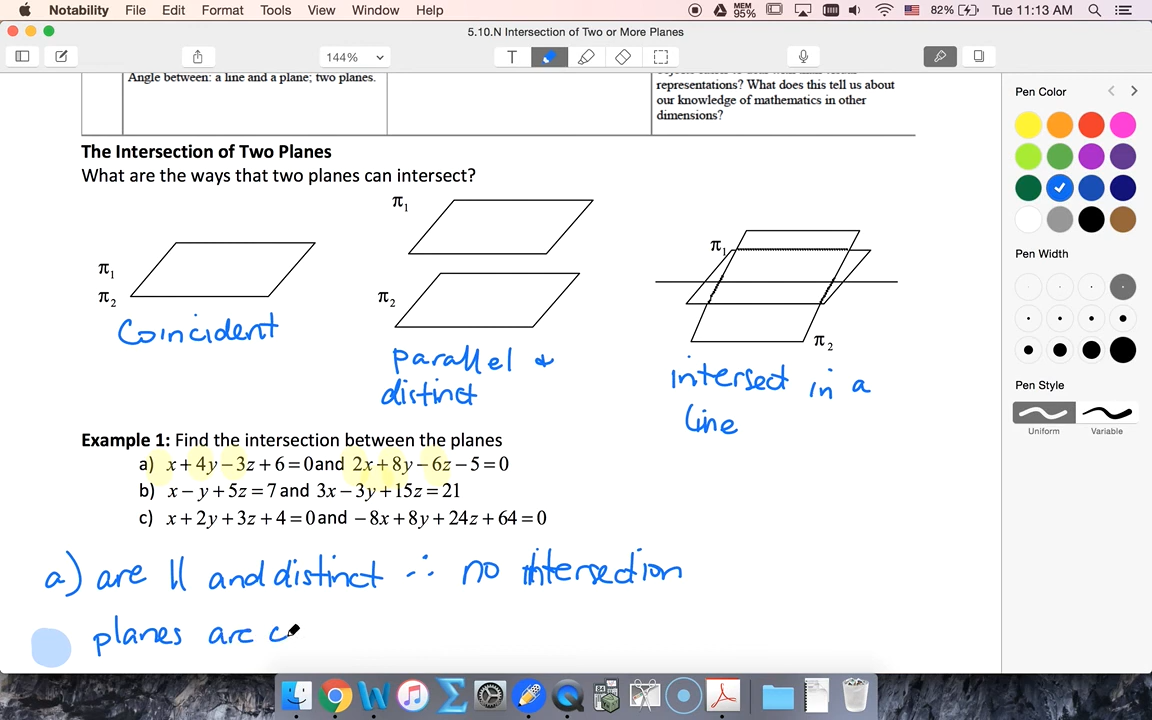 Notability File Edit Format Tools View Window Help MEM 95% 82% Tue 11:13 AM
5.10.N Intersection of Two or More Planes
144% T
Angle between: a line and a plane; two planes.
representations? What does this tell us about
our knowledge of mathematics in other
dimensions?
The Intersection of Two Planes
What are the ways that two planes can intersect?
π1
π2
Coincident
π1
π2
parallel &
distinct
π1
π2
intersect in a
line
Example 1: Find the intersection between the planes
a) x + 4y − 3z + 6 = 0 and 2x + 8y − 6z − 5 = 0
b) x − y + 5z = 7 and 3x − 3y + 15z = 21
c) x + 2y + 3z + 4 = 0 and − 8x + 8y + 24z + 64 = 0
a) are || and distinct ∴ no intersection
planes are c
Pen Color
Pen Width
Pen Style
Uniform Variable